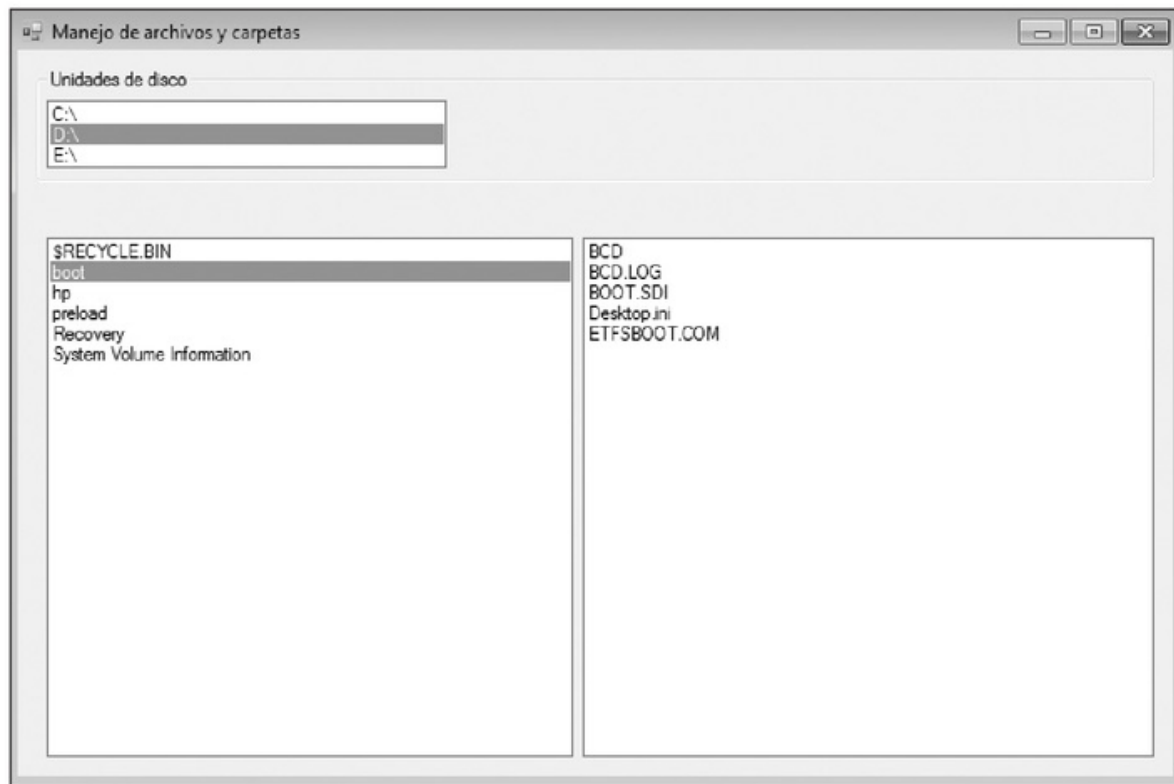 Manejo de archivos y carpetas
Unidades de disco
C:\
D:\
E:\
$RECYCLE.BIN
boot
hp
preload
Recovery
System Volume Information
BCD
BCD.LOG
BOOT.SDI
Desktop.ini
ETFSBOOT.COM